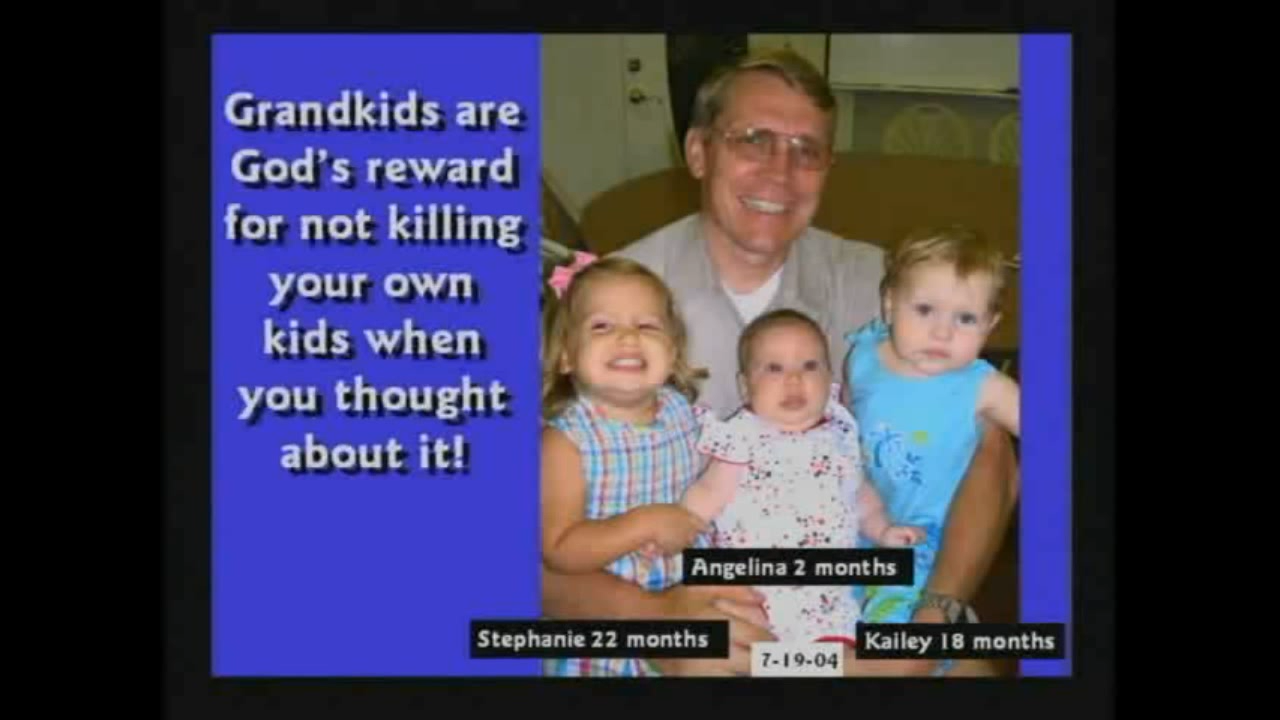 Grandkids are
God's reward
for not killing
your own
kids when
you thought
about it!
Angelina 2 months
Stephanie 22 months
Kailey 18 months
7-19-04